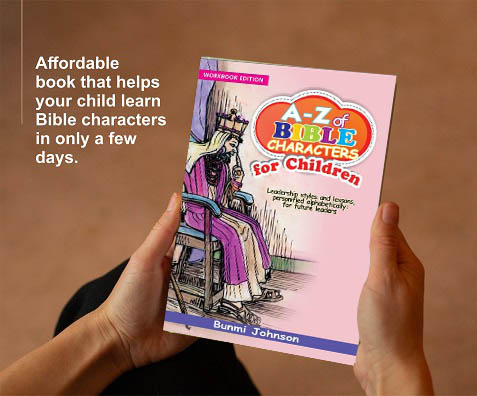 Affordable
book that helps
your child learn
Bible characters
in only a few
days.
WORKBOOK EDITION
A-Z of
BIBLE
CHARACTERS
for Children
Leadership styles and lessons,
personified alphabetically:
for future leaders
Bunmi Johnson